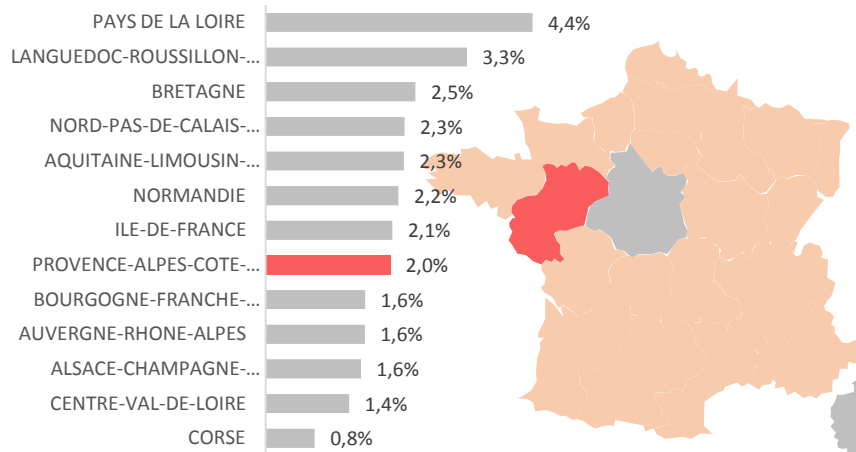 PAYS DE LA LOIRE 4,4%
LANGUEDOC-ROUSSILLON-... 3,3%
BRETAGNE 2,5%
NORD-PAS-DE-CALAIS-... 2,3%
AQUITAINE-LIMOUSIN-... 2,3%
NORMANDIE 2,2%
ILE-DE-FRANCE 2,1%
PROVENCE-ALPES-COTE-... 2,0%
BOURGOGNE-FRANCHE-... 1,6%
AUVERGNE-RHONE-ALPES 1,6%
ALSACE-CHAMPAGNE-... 1,6%
CENTRE-VAL-DE-LOIRE 1,4%
CORSE 0,8%